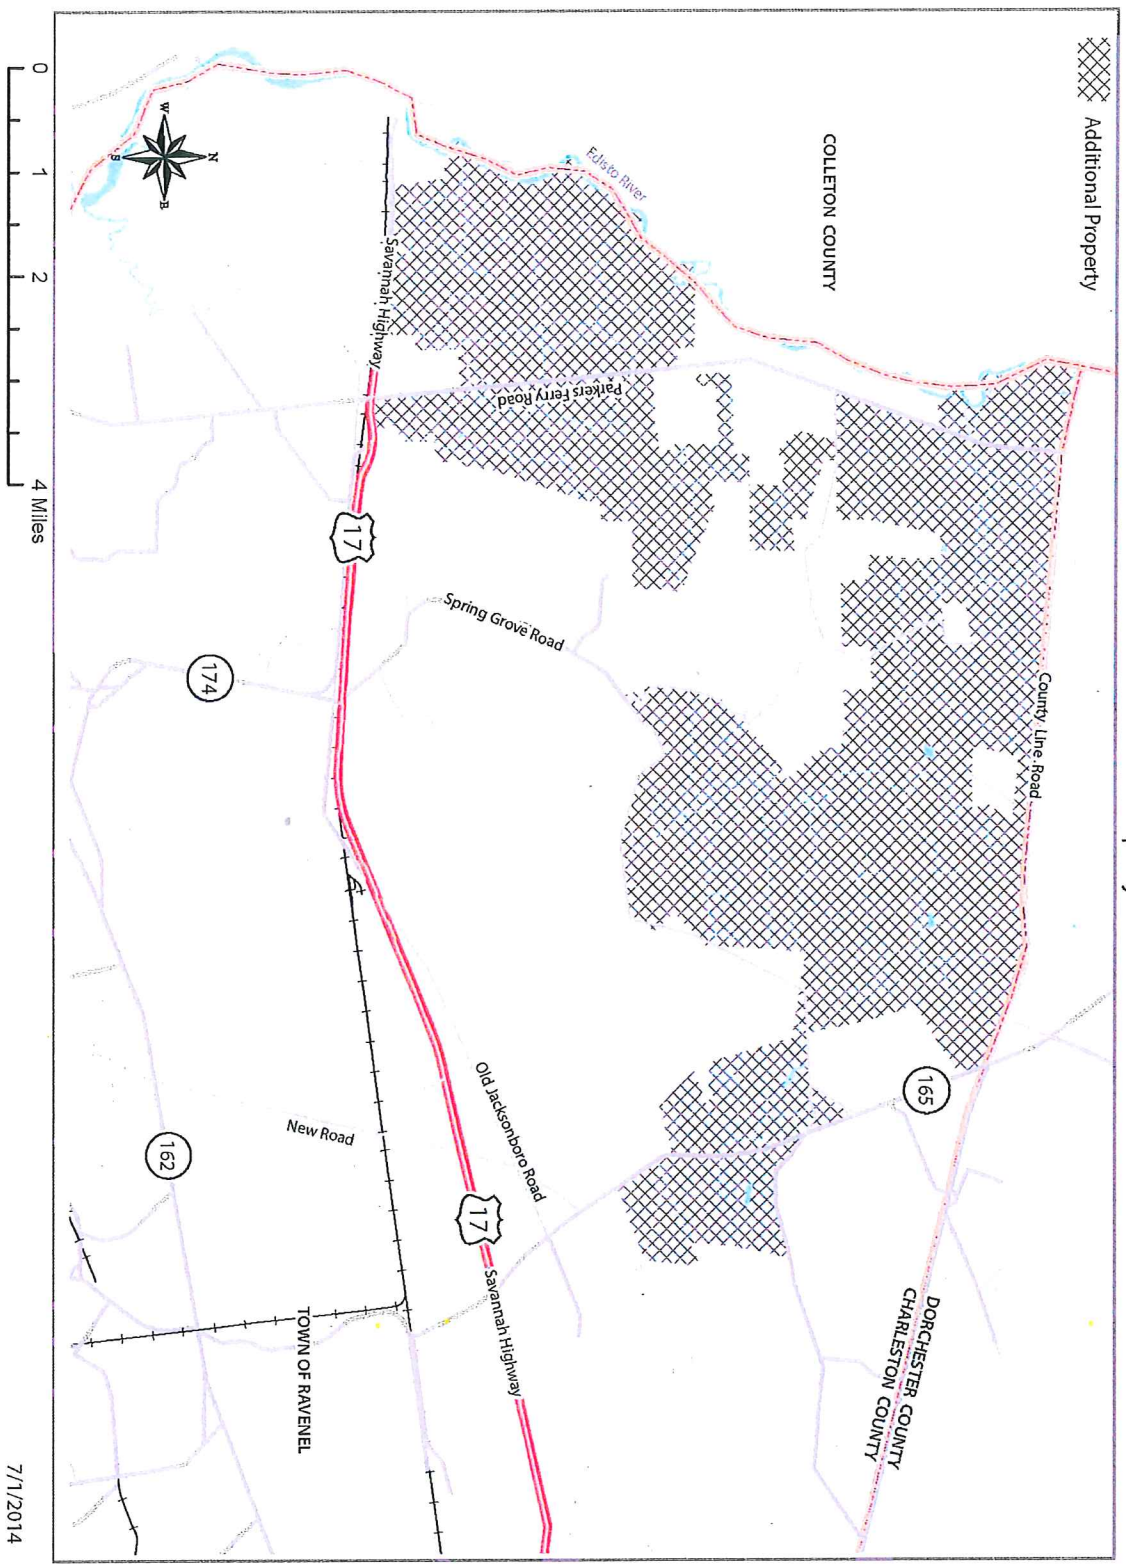 Additional Property
COLLETON COUNTY
Edisto River
Parkers Ferry Road
Savannah Highway
County Line Road
Spring Grove Road
17
174
165
DORCHESTER COUNTY
CHARLESTON COUNTY
Old Jacksonboro Road
17
Savannah Highway
New Road
162
TOWN OF RAVENEL
N
W
E
S
0 1 2 4 Miles
7/1/2014